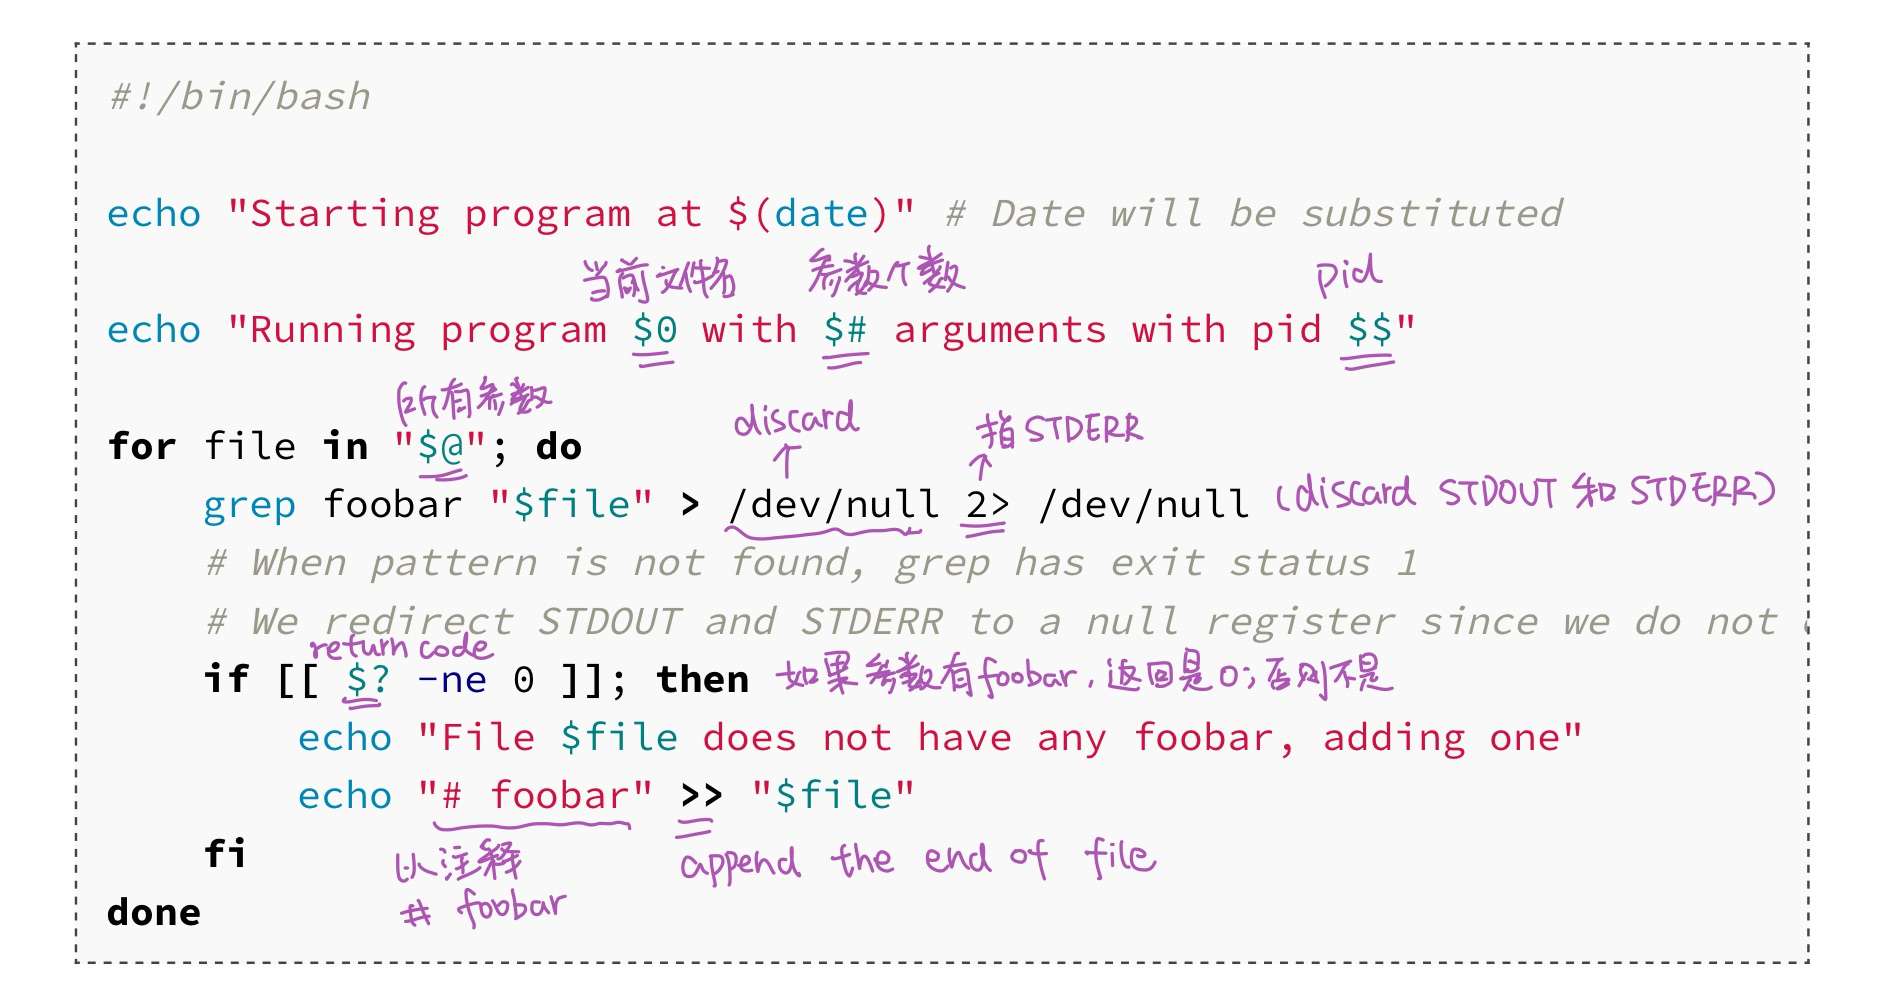 #!/bin/bash
echo "Starting program at $(date)" # Date will be substituted
当前文件名 参数个数 pid
echo "Running program $0 with $# arguments with pid $$"
所有参数
discard 指STDERR
for file in "$@"; do
grep foobar "$file" > /dev/null 2> /dev/null (discard STDOUT 和 STDERR)
# When pattern is not found, grep has exit status 1
# We redirect STDOUT and STDERR to a null register since we do not
return code
if [[ $? -ne 0 ]]; then 如果参数有foobar,返回是0;否则不是
echo "File $file does not have any foobar, adding one"
echo "# foobar" >> "$file"
fi 以注释 append the end of file
# foobar
done